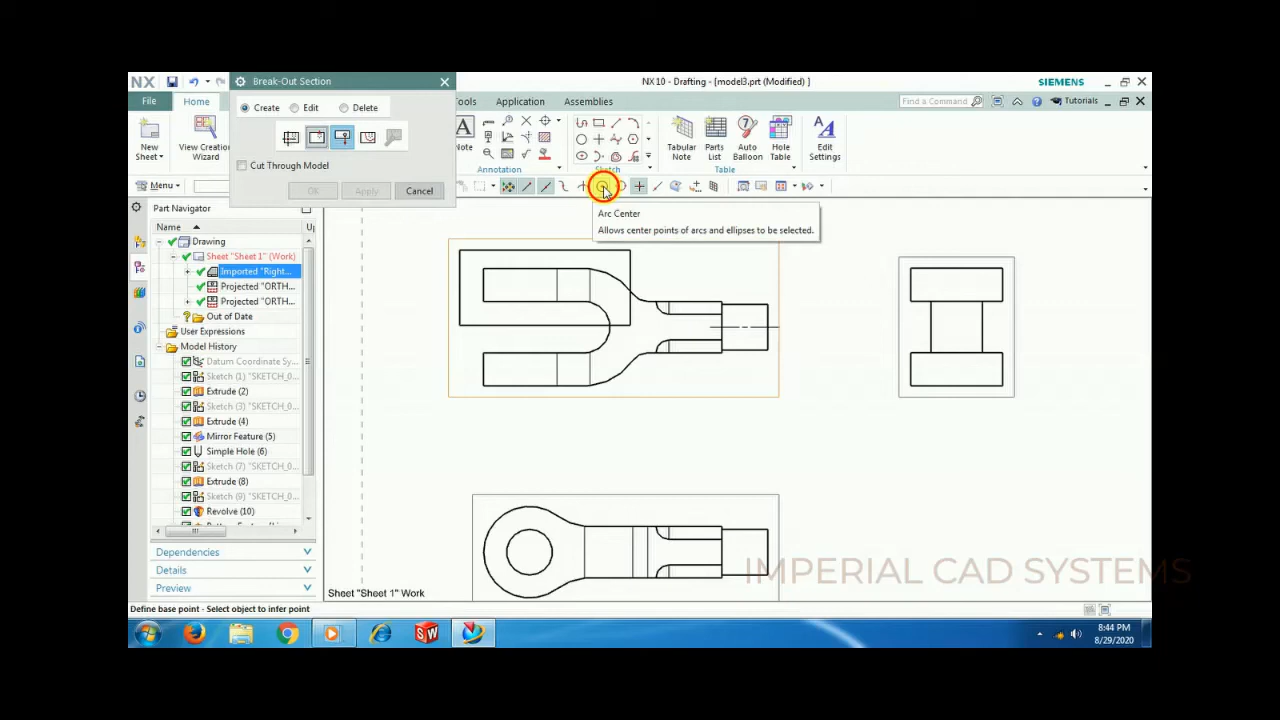 NX
Break-Out Section
NX 10 - Drafting - [model3.prt (Modified) ]
SIEMENS
File
Home
Tools
Application
Assemblies
Find a Command
Tutorials
Create
Edit
Delete
New
Sheet
View Creation
Wizard
Note
Tabular
Note
Parts
List
Auto
Balloon
Hole
Table
Edit
Settings
Cut Through Model
Annotation
Sketch
Table
OK
Apply
Cancel
Menu
Part Navigator
Arc Center
Allows center points of arcs and ellipses to be selected.
Name
Drawing
Sheet "Sheet 1" (Work)
Imported "Right...
Projected "ORTH...
Projected "ORTH...
Out of Date
User Expressions
Model History
Datum Coordinate Sy...
Sketch (1) "SKETCH_0...
Extrude (2)
Sketch (3) "SKETCH_0...
Extrude (4)
Mirror Feature (5)
Simple Hole (6)
Sketch (7) "SKETCH_0...
Extrude (8)
Sketch (9) "SKETCH_0...
Revolve (10)
Dependencies
Details
Preview
IMPERIAL CAD SYSTEMS
Sheet "Sheet 1" Work
Define base point - Select object to infer point
8:44 PM
8/29/2020